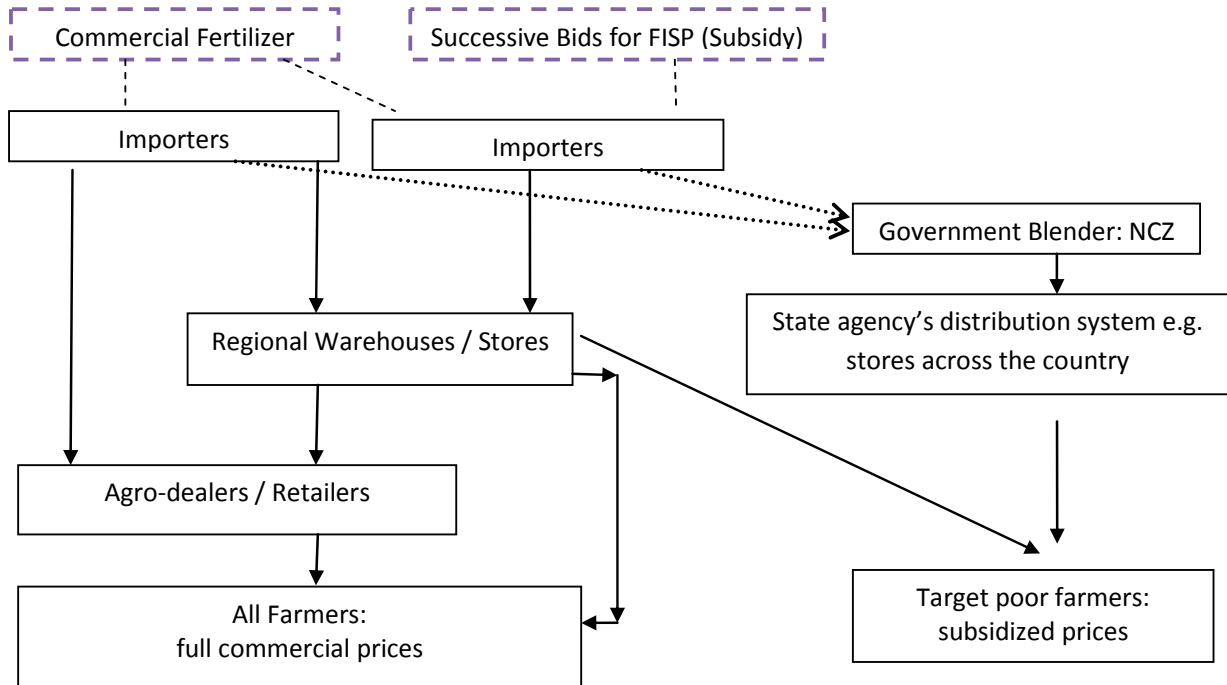 Commercial Fertilizer
Successive Bids for FISP (Subsidy)
Importers
Importers
Government Blender: NCZ
Regional Warehouses / Stores
State agency’s distribution system e.g.
stores across the country
Agro-dealers / Retailers
All Farmers:
full commercial prices
Target poor farmers:
subsidized prices